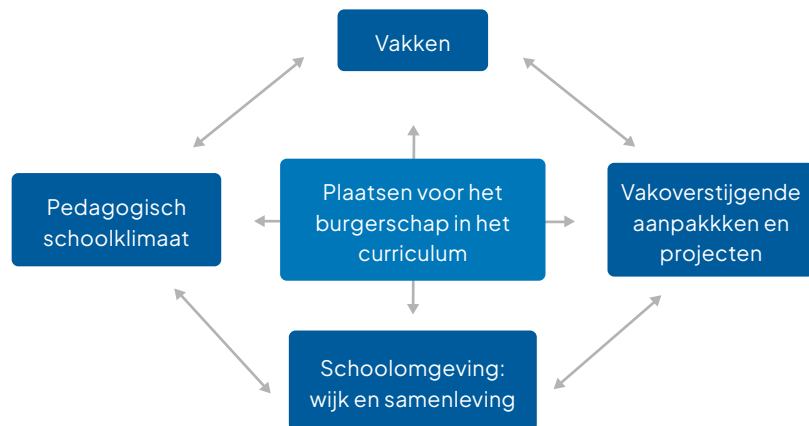 Vakken
Pedagogisch
schoolklimaat
Plaatsen voor het
burgerschap in het
curriculum
Vakoverstijgende
aanpakkken en
projecten
Schoolomgeving:
wijk en samenleving